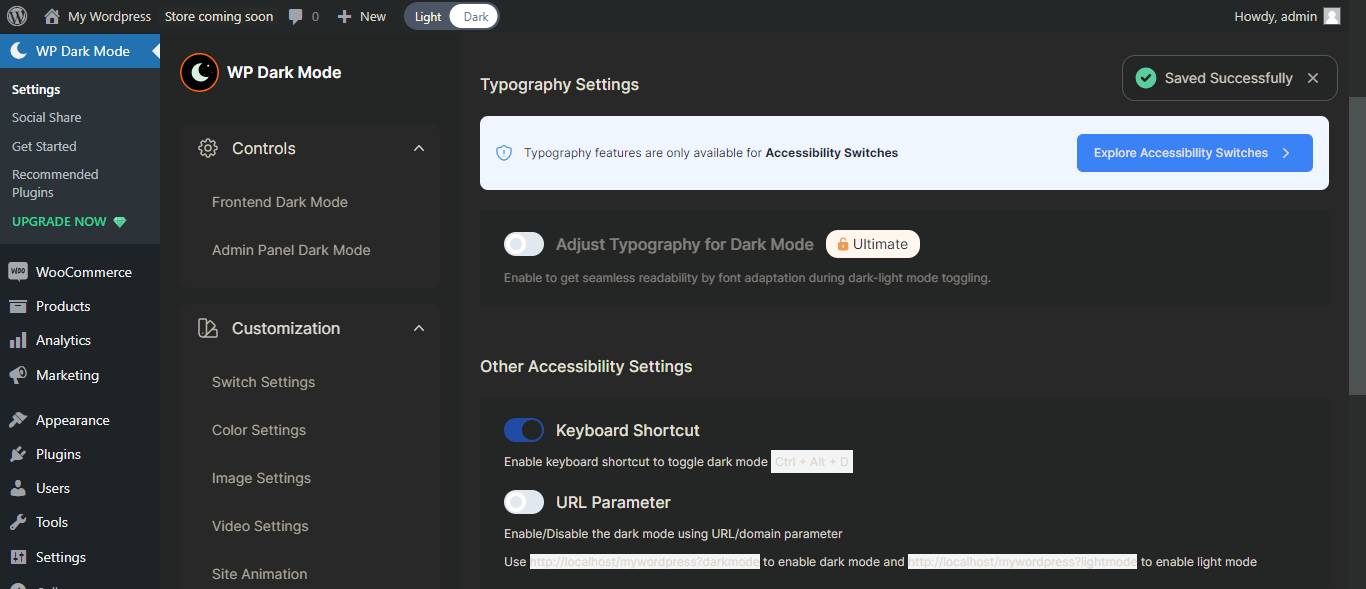 My Wordpress Store coming soon 0 New Light Dark Howdy, admin
WP Dark Mode
Settings
Social Share
Get Started
Recommended
Plugins
UPGRADE NOW
WooCommerce
Products
Analytics
Marketing
Appearance
Plugins
Users
Tools
Settings
WP Dark Mode
Controls
Frontend Dark Mode
Admin Panel Dark Mode
Customization
Switch Settings
Color Settings
Image Settings
Video Settings
Site Animation
Typography Settings
Saved Successfully
Typography features are only available for Accessibility Switches
Explore Accessibility Switches
Adjust Typography for Dark Mode Ultimate
Enable to get seamless readability by font adaptation during dark-light mode toggling.
Other Accessibility Settings
Keyboard Shortcut
Enable keyboard shortcut to toggle dark mode Ctrl + Alt + D
URL Parameter
Enable/Disable the dark mode using URL/domain parameter
Use http://localhost/mywordpress?darkmode to enable dark mode and http://localhost/mywordpress?lightmode to enable light mode